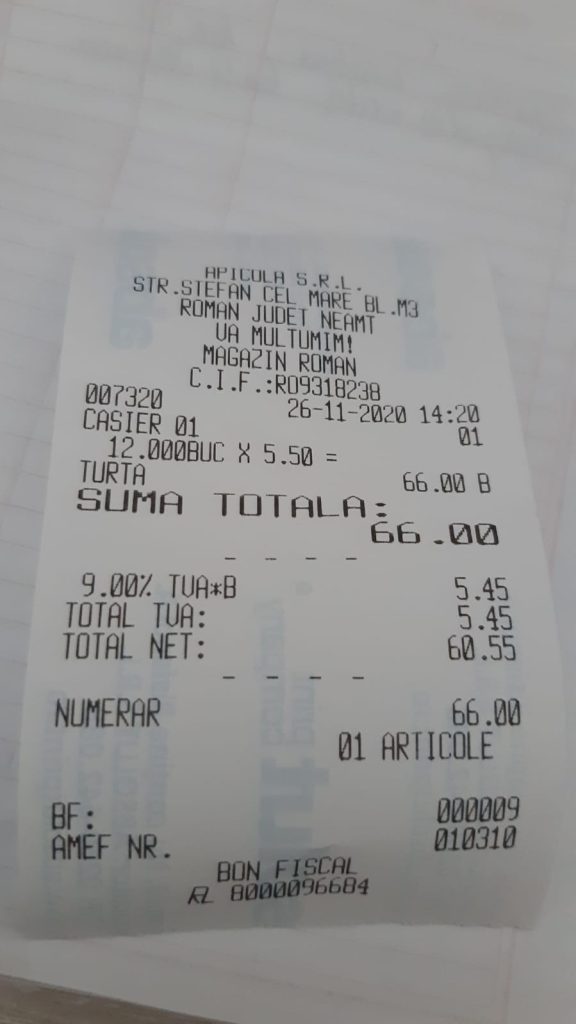 APICOLA S.R.L.
STR.STEFAN CEL MARE BL.M3
ROMAN JUDET NEAMT
VA MULTUMIM!
MAGAZIN ROMAN
C.I.F.:RO9318238
007320 26-11-2020 14:20
CASIER 01 01
12.000BUC X 5.50 =
TURTA 66.00 B
SUMA TOTALA:
66.00
- - - -
9.00% TVA*B 5.45
TOTAL TVA: 5.45
TOTAL NET: 60.55
- - - -
NUMERAR 66.00
01 ARTICOLE
BF: 000009
AMEF NR. 010310
BON FISCAL
8000096684